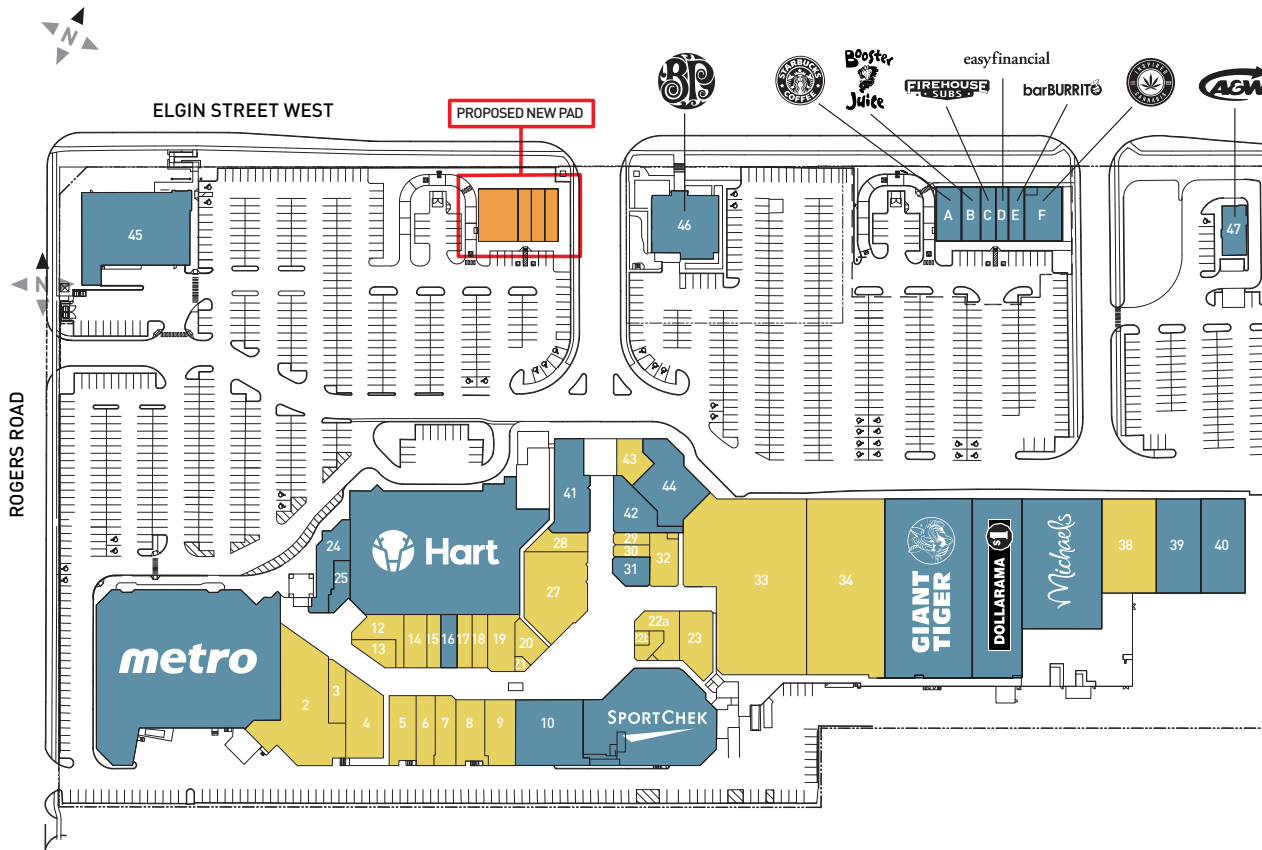 N
ELGIN STREET WEST
PROPOSED NEW PAD
BP
STARBUCKS
COFFEE
Booster
Juice
FIREHOUSE
SUBS
easyfinancial
barBURRITO
INSPIRED
CANNABIS
A&W
45
46
A
B
C
D
E
F
47
N
ROGERS ROAD
43
41
44
42
24
25
Hart
28
29
30
31
32
27
33
34
GIANT
TIGER
DOLLARAMA $1
Michaels
38
39
40
12
13
14
15
16
17
18
19
20
21
22a
22b
23
metro
2
3
4
5
6
7
8
9
10
SPORTCHEK